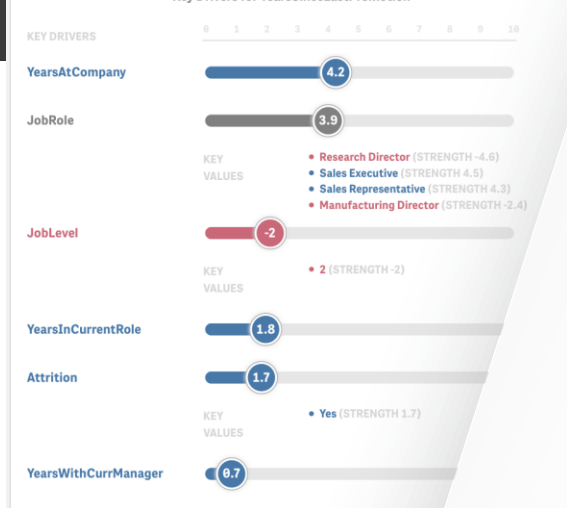 KEY DRIVERS
0 1 2 3 4 5 6 7 8 9 10
YearsAtCompany
4.2
JobRole
3.9
KEY VALUES
• Research Director (STRENGTH -4.6)
• Sales Executive (STRENGTH 4.5)
• Sales Representative (STRENGTH 4.3)
• Manufacturing Director (STRENGTH -2.4)
JobLevel
-2
KEY VALUES
• 2 (STRENGTH -2)
YearsInCurrentRole
1.8
Attrition
1.7
KEY VALUES
• Yes (STRENGTH 1.7)
YearsWithCurrManager
0.7